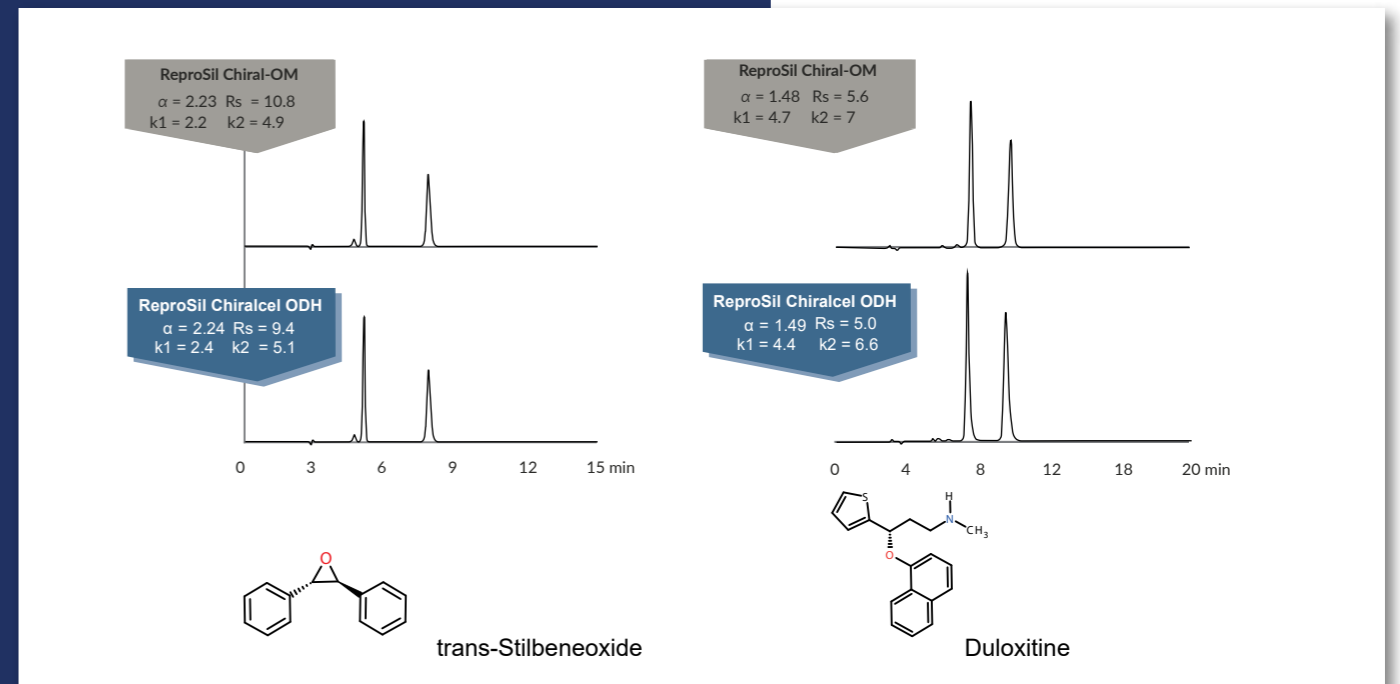 ReproSil Chiral-OM
α = 2.23 Rs = 10.8
k1 = 2.2 k2 = 4.9
ReproSil Chiral-OM
α = 1.48 Rs = 5.6
k1 = 4.7 k2 = 7
ReproSil Chiralcel ODH
α = 2.24 Rs = 9.4
k1 = 2.4 k2 = 5.1
ReproSil Chiralcel ODH
α = 1.49 Rs = 5.0
k1 = 4.4 k2 = 6.6
0 3 6 9 12 15 min
0 4 8 12 18 20 min
S
H
N
CH3
O
O
trans-Stilbeneoxide
Duloxitine